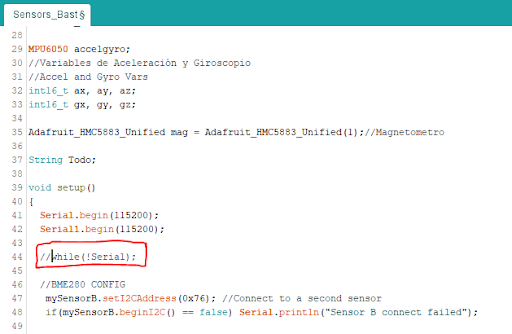 Sensors_Bast§
28
29 MPU6050 accelgyro;
30 //Variables de Aceleración y Giroscopio
31 //Accel and Gyro Vars
32 int16_t ax, ay, az;
33 int16_t gx, gy, gz;
34
35 Adafruit_HMC5883_Unified mag = Adafruit_HMC5883_Unified(1);//Magnetometro
36
37 String Todo;
38
39 void setup()
40 {
41 Serial.begin(115200);
42 Serial1.begin(115200);
43
44 //while(!Serial);
45
46 //BME280 CONFIG
47 mySensorB.setI2CAddress(0x76); //Connect to a second sensor
48 if(mySensorB.beginI2C() == false) Serial.println("Sensor B connect failed");
49